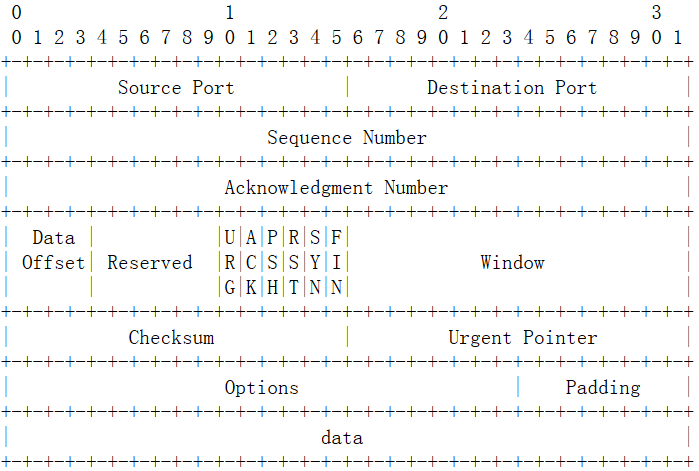 0                   1                   2                   3
 0 1 2 3 4 5 6 7 8 9 0 1 2 3 4 5 6 7 8 9 0 1 2 3 4 5 6 7 8 9 0 1
+-+-+-+-+-+-+-+-+-+-+-+-+-+-+-+-+-+-+-+-+-+-+-+-+-+-+-+-+-+-+-+-+
|          Source Port          |       Destination Port        |
+-+-+-+-+-+-+-+-+-+-+-+-+-+-+-+-+-+-+-+-+-+-+-+-+-+-+-+-+-+-+-+-+
|                        Sequence Number                        |
+-+-+-+-+-+-+-+-+-+-+-+-+-+-+-+-+-+-+-+-+-+-+-+-+-+-+-+-+-+-+-+-+
|                    Acknowledgment Number                      |
+-+-+-+-+-+-+-+-+-+-+-+-+-+-+-+-+-+-+-+-+-+-+-+-+-+-+-+-+-+-+-+-+
|  Data |           |U|A|P|R|S|F|                               |
| Offset| Reserved  |R|C|S|S|Y|I|            Window             |
|       |           |G|K|H|T|N|N|                               |
+-+-+-+-+-+-+-+-+-+-+-+-+-+-+-+-+-+-+-+-+-+-+-+-+-+-+-+-+-+-+-+-+
|           Checksum            |         Urgent Pointer        |
+-+-+-+-+-+-+-+-+-+-+-+-+-+-+-+-+-+-+-+-+-+-+-+-+-+-+-+-+-+-+-+-+
|                    Options                    |    Padding    |
+-+-+-+-+-+-+-+-+-+-+-+-+-+-+-+-+-+-+-+-+-+-+-+-+-+-+-+-+-+-+-+-+
|                             data                              |
+-+-+-+-+-+-+-+-+-+-+-+-+-+-+-+-+-+-+-+-+-+-+-+-+-+-+-+-+-+-+-+-+